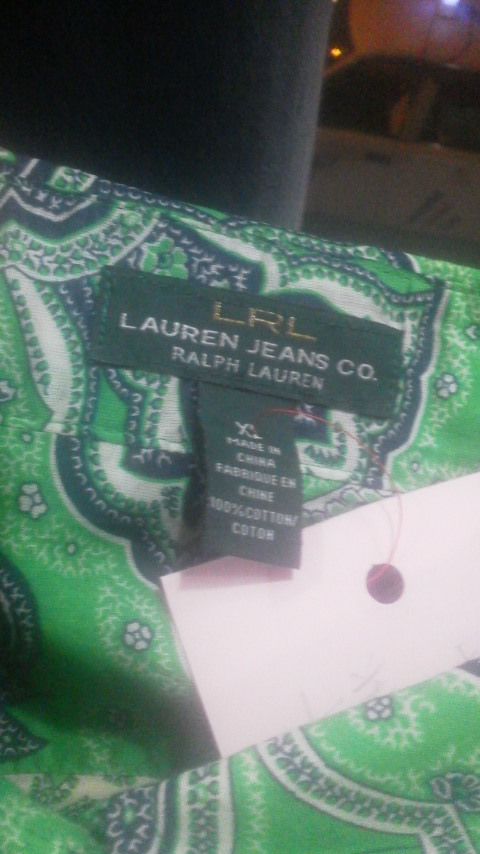 LRL
LAUREN JEANS CO.
RALPH LAUREN
XL
MADE IN
CHINA
FABRIQUE EN
CHINE
100% COTTON/
COTON